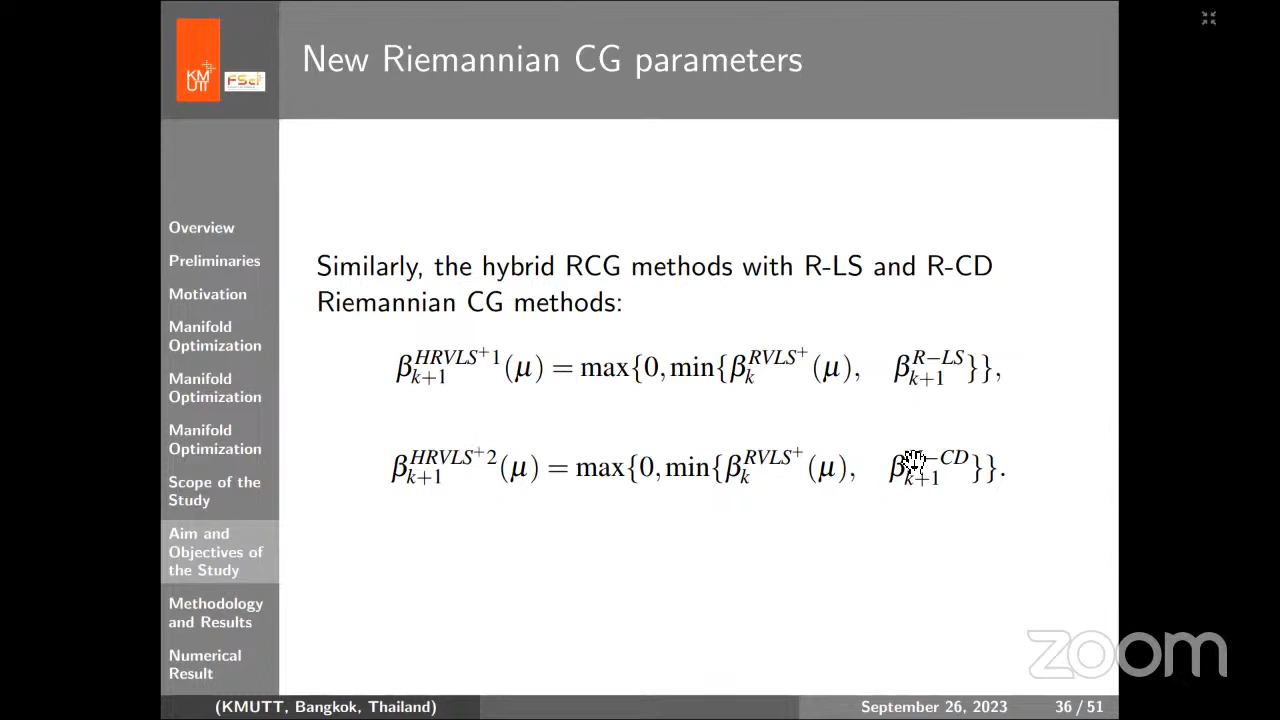 KMUTT
FSci
New Riemannian CG parameters
Overview
Preliminaries
Motivation
Manifold
Optimization
Manifold
Optimization
Manifold
Optimization
Scope of the
Study
Aim and
Objectives of
the Study
Methodology
and Results
Numerical
Result
Similarly, the hybrid RCG methods with R-LS and R-CD
Riemannian CG methods:
β_{k+1}^{HRVLS^+1}(μ) = max{0, min{β_k^{RVLS^+}(μ), β_{k+1}^{R−LS}}},
β_{k+1}^{HRVLS^+2}(μ) = max{0, min{β_k^{RVLS^+}(μ), β_{k+1}^{−CD}}}.
zoom
(KMUTT, Bangkok, Thailand) September 26, 2023 36 / 51